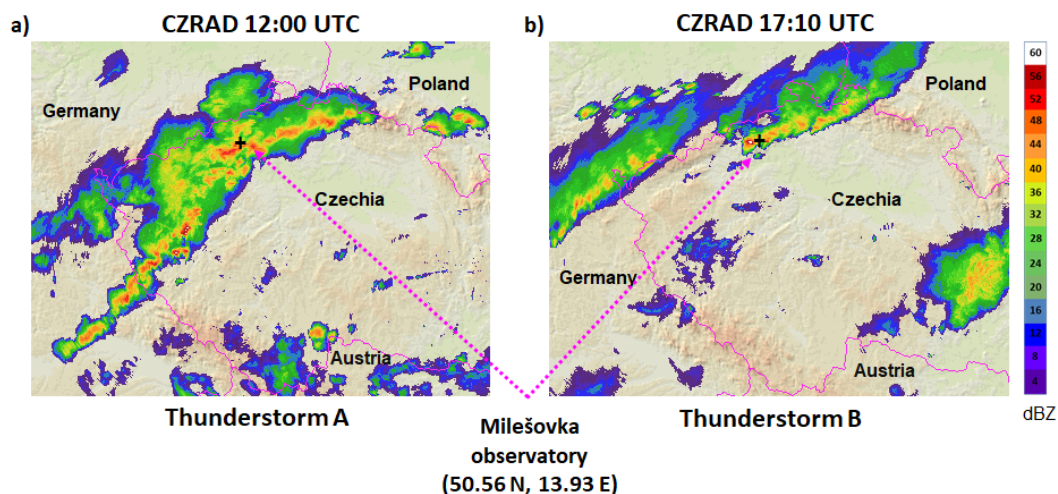 a)
CZRAD 12:00 UTC
b)
CZRAD 17:10 UTC
Germany
Poland
Czechia
Austria
Poland
Czechia
Germany
Austria
60
56
52
48
44
40
36
32
28
24
20
16
12
8
4
dBZ
Thunderstorm A
Thunderstorm B
Milešovka
observatory
(50.56 N, 13.93 E)